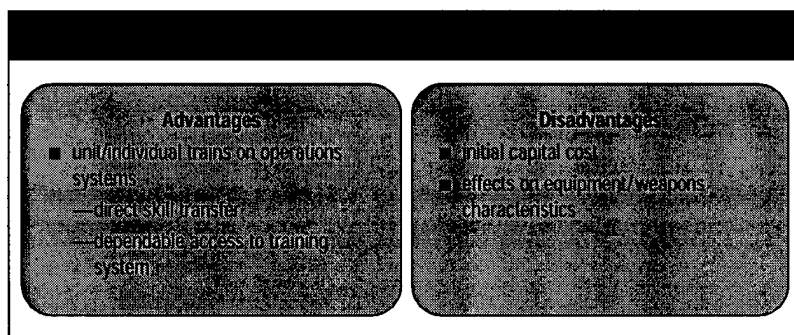 Advantages
■ unit/individual trains on operations
systems
—direct skill transfer
—dependable access to training
system
Disadvantages
■ initial capital cost
■ effects on equipment/weapons
characteristics